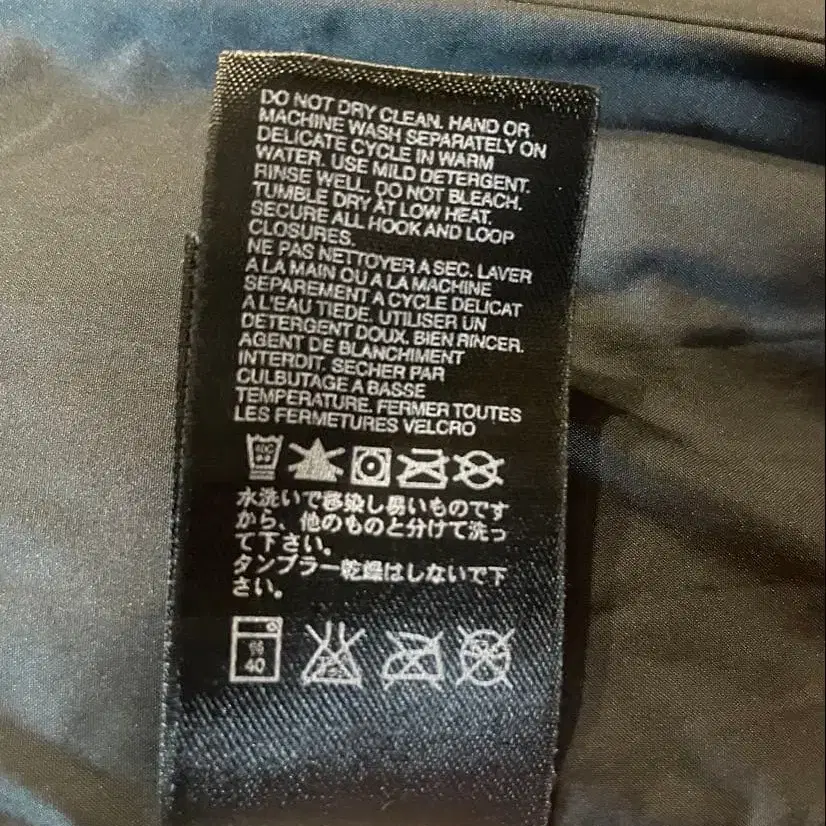 DO NOT DRY CLEAN. HAND OR
MACHINE WASH SEPARATELY ON
DELICATE CYCLE IN WARM
WATER. USE MILD DETERGENT.
RINSE WELL. DO NOT BLEACH.
TUMBLE DRY AT LOW HEAT.
SECURE ALL HOOK AND LOOP
CLOSURES.
NE PAS NETTOYER A SEC. LAVER
A LA MAIN OU A LA MACHINE
SEPAREMENT A CYCLE DELICAT
A L'EAU TIEDE. UTILISER UN
DETERGENT DOUX. BIEN RINCER.
AGENT DE BLANCHIMENT
INTERDIT. SECHER PAR
CULBUTAGE A BASSE
TEMPERATURE. FERMER TOUTES
LES FERMETURES VELCRO
水洗いで移染し易いものです
から、他のものと分けて洗っ
て下さい。
タンブラー乾燥はしないで下
さい。
40